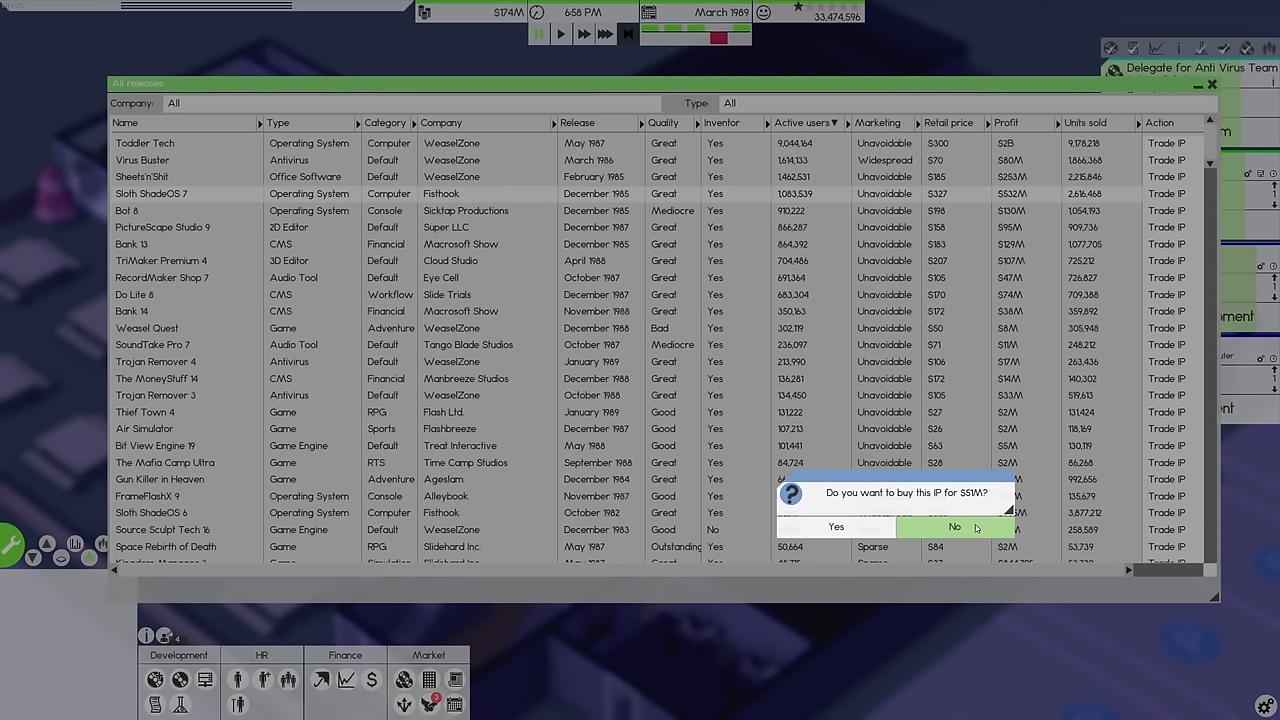 $174M 6:58 PM March 1989 33,474,596
Delegate for Anti Virus Team
All releases
Company: All Type: All
Name Type Category Company Release Quality Inventor Active users▼ Marketing Retail price Profit Units sold Action
Toddler Tech Operating System Computer WeaselZone May 1987 Great Yes 9,044,164 Unavoidable $300 $2B 9,178,218 Trade IP
Virus Buster Antivirus Default WeaselZone March 1986 Great Yes 1,614,133 Widespread $70 $80M 1,866,368 Trade IP
Sheets'n'Shit Office Software Default WeaselZone February 1985 Great Yes 1,462,531 Unavoidable $185 $253M 2,215,846 Trade IP
Sloth ShadeOS 7 Operating System Computer Fisthook December 1985 Great Yes 1,083,539 Unavoidable $327 $532M 2,616,468 Trade IP
Bot 8 Operating System Console Sicktap Productions December 1985 Mediocre Yes 910,222 Unavoidable $198 $130M 1,054,193 Trade IP
PictureScape Studio 9 2D Editor Default Super LLC December 1987 Great Yes 866,287 Unavoidable $158 $95M 909,736 Trade IP
Bank 13 CMS Financial Macrosoft Show December 1985 Great Yes 864,392 Unavoidable $183 $129M 1,077,705 Trade IP
TriMaker Premium 4 3D Editor Default Cloud Studio April 1988 Great Yes 704,486 Unavoidable $207 $107M 725,212 Trade IP
RecordMaker Shop 7 Audio Tool Default Eye Cell October 1987 Great Yes 691,364 Unavoidable $105 $47M 726,827 Trade IP
Do Lite 8 CMS Workflow Slide Trials December 1987 Great Yes 683,304 Unavoidable $170 $74M 709,388 Trade IP
Bank 14 CMS Financial Macrosoft Show November 1988 Great Yes 350,163 Unavoidable $172 $38M 359,892 Trade IP
Weasel Quest Game Adventure WeaselZone December 1988 Bad Yes 302,119 Unavoidable $50 $8M 305,948 Trade IP
SoundTake Pro 7 Audio Tool Default Tango Blade Studios October 1987 Mediocre Yes 236,097 Unavoidable $71 $11M 248,212 Trade IP
Trojan Remover 4 Antivirus Default WeaselZone January 1989 Great Yes 213,990 Unavoidable $106 $17M 263,436 Trade IP
The MoneyStuff 14 CMS Financial Manbreeze Studios December 1988 Great Yes 136,281 Unavoidable $172 $14M 140,302 Trade IP
Trojan Remover 3 Antivirus Default WeaselZone October 1988 Great Yes 134,450 Unavoidable $105 $33M 519,613 Trade IP
Thief Town 4 Game RPG Flash Ltd. January 1989 Good Yes 131,222 Unavoidable $27 $2M 131,424 Trade IP
Air Simulator Game Sports Flashbreeze December 1987 Good Yes 107,213 Unavoidable $26 $2M 118,169 Trade IP
Bit View Engine 19 Game Engine Default Treat Interactive May 1988 Good Yes 101,441 Unavoidable $63 $5M 130,119 Trade IP
The Mafia Camp Ultra Game RTS Time Camp Studios September 1988 Great Yes 84,724 Unavoidable $28 $2M 86,268 Trade IP
Gun Killer in Heaven Game Adventure Ageslam December 1984 Great Yes 992,656 Trade IP
FrameFlashX 9 Operating System Console Alleybook November 1987 Good Yes 135,679 Trade IP
Sloth ShadeOS 6 Operating System Computer Fisthook October 1982 Great Yes 3,877,212 Trade IP
Source Sculpt Tech 16 Game Engine Default WeaselZone December 1983 Good No 258,589 Trade IP
Space Rebirth of Death Game RPG Slidehard Inc. May 1987 Outstanding Yes 50,664 Sparse $84 $2M 53,739 Trade IP
Do you want to buy this IP for $51M?
Yes No
4
Development HR Finance Market
3